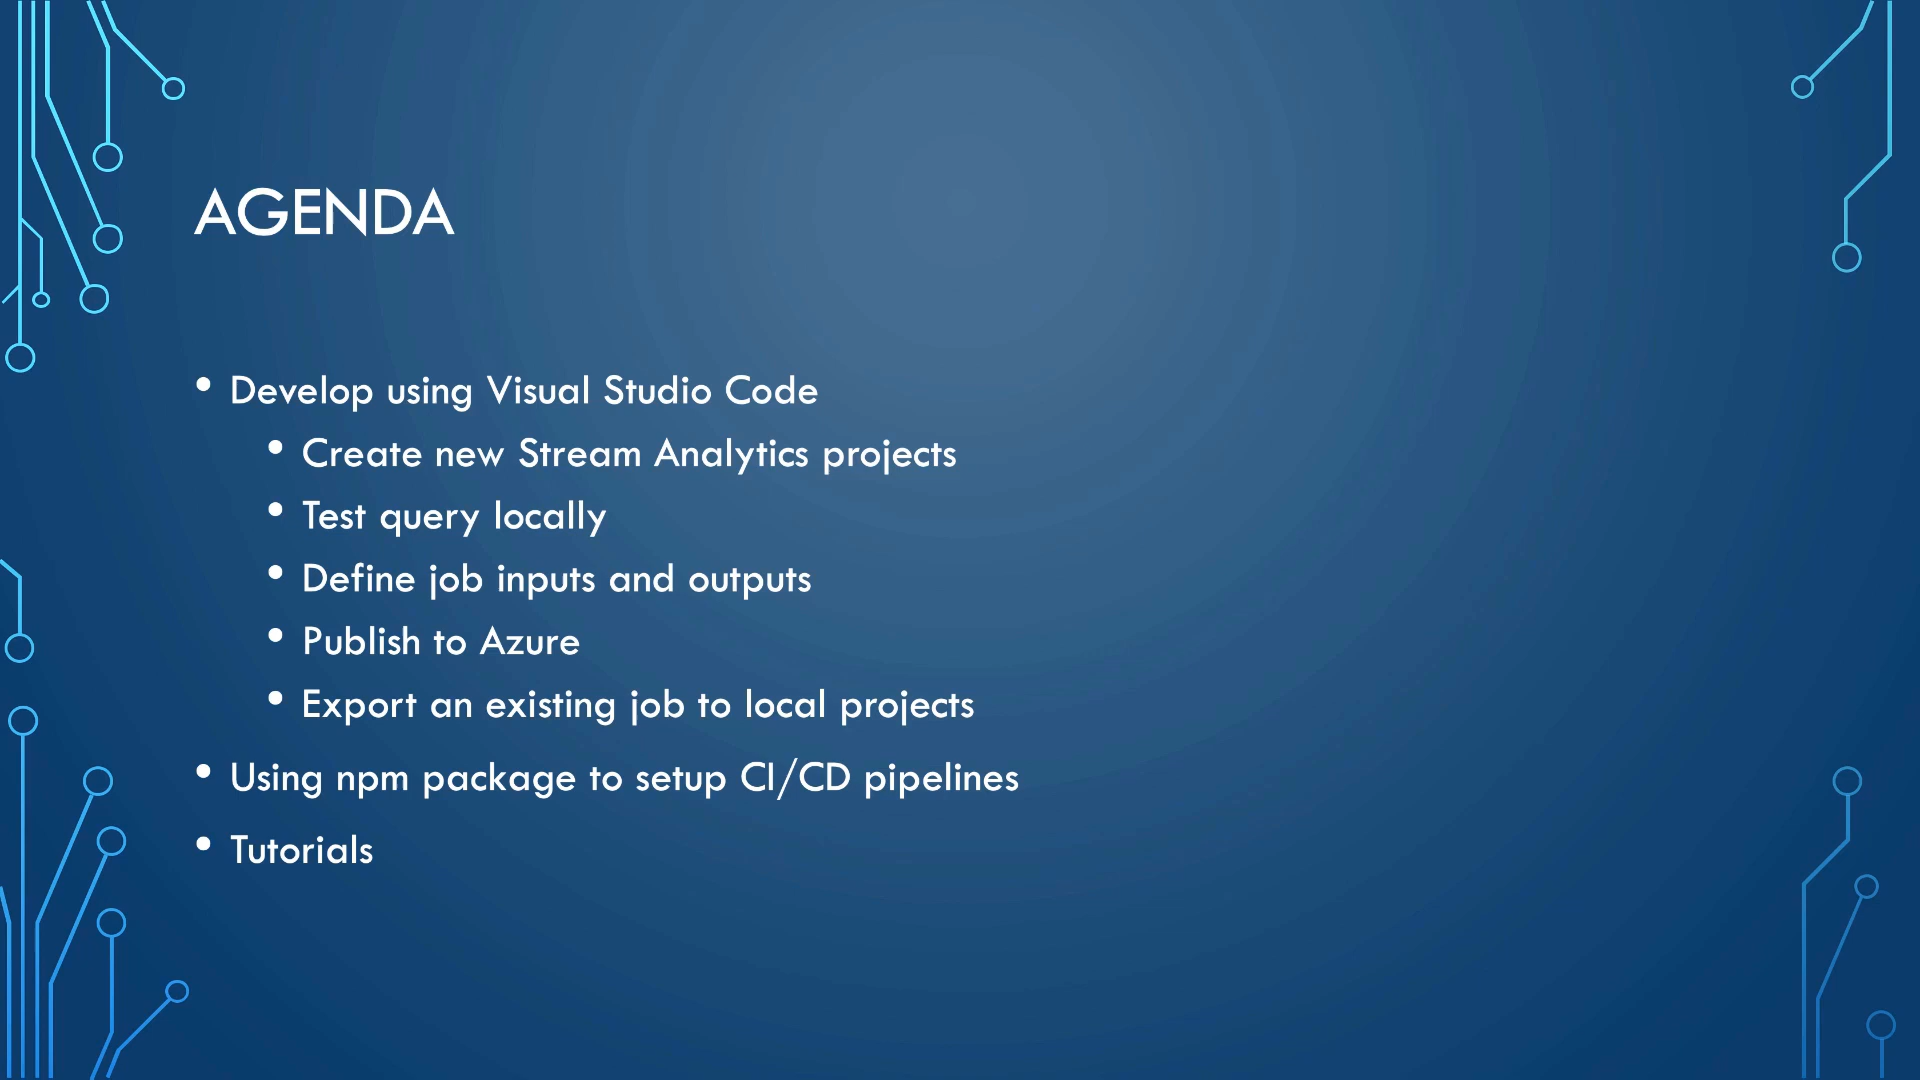 AGENDA
• Develop using Visual Studio Code
• Create new Stream Analytics projects
• Test query locally
• Define job inputs and outputs
• Publish to Azure
• Export an existing job to local projects
• Using npm package to setup CI/CD pipelines
• Tutorials